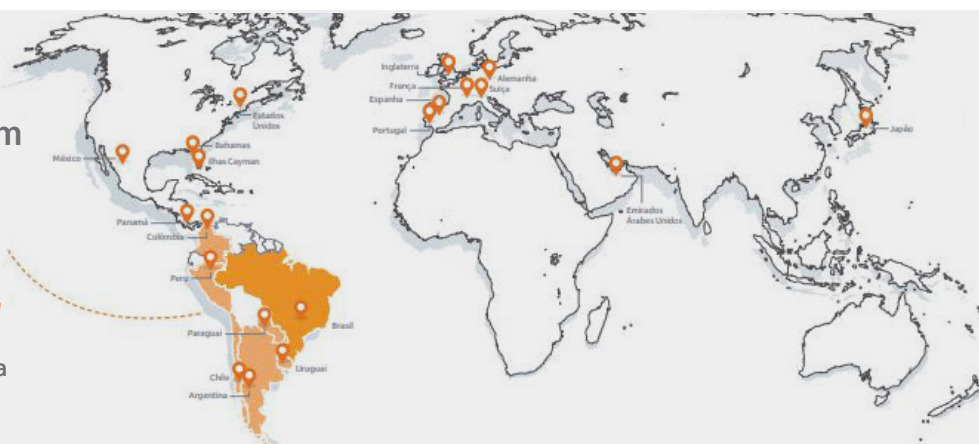 m
a
Inglaterra
Alemanha
França
Suiça
Espanha
Portugal
Estados
Unidos
Bahamas
Ilhas Cayman
México
Japão
Emirados
Árabes Unidos
Panamá
Colômbia
Peru
Brasil
Paraguai
Uruguai
Chile
Argentina